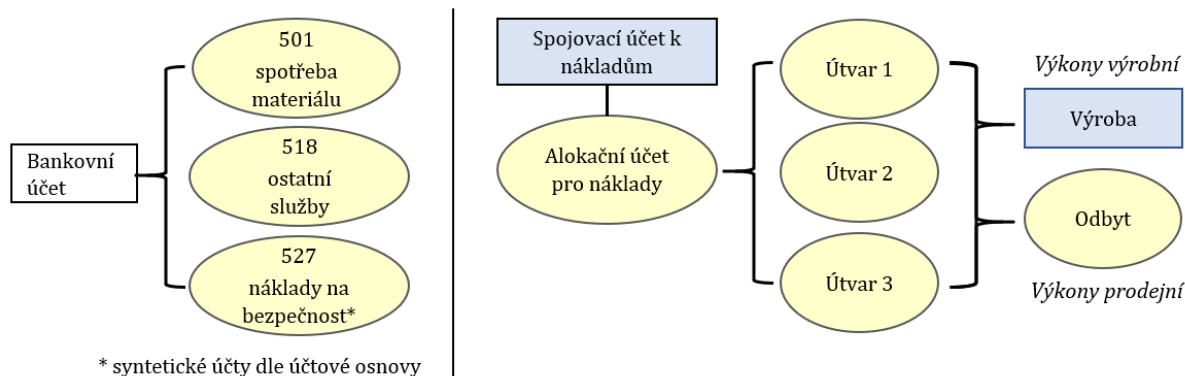 501
spotřeba
materiálu
Bankovní
účet
518
ostatní
služby
527
náklady na
bezpečnost*
* syntetické účty dle účtové osnovy
Spojovací účet k
nákladům
Alokační účet
pro náklady
Útvar 1
Útvar 2
Útvar 3
Výkony výrobní
Výroba
Odbyt
Výkony prodejní